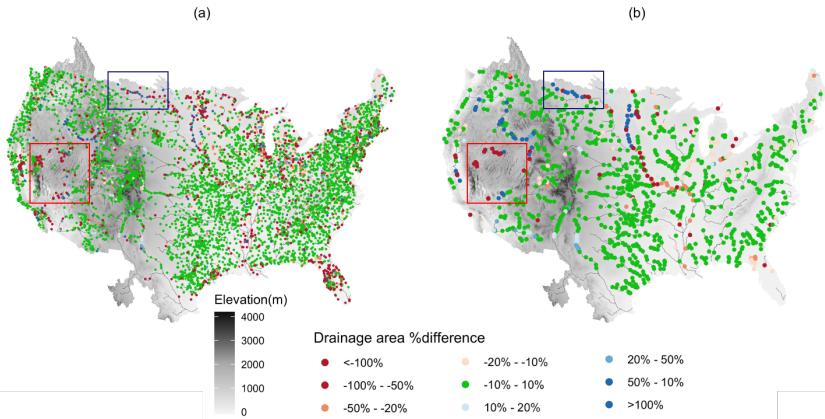 (a)
(b)
Elevation(m)
4000
3000
2000
1000
0
Drainage area %difference
<-100%
-100% - -50%
-50% - -20%
-20% - -10%
-10% - 10%
10% - 20%
20% - 50%
50% - 10%
>100%